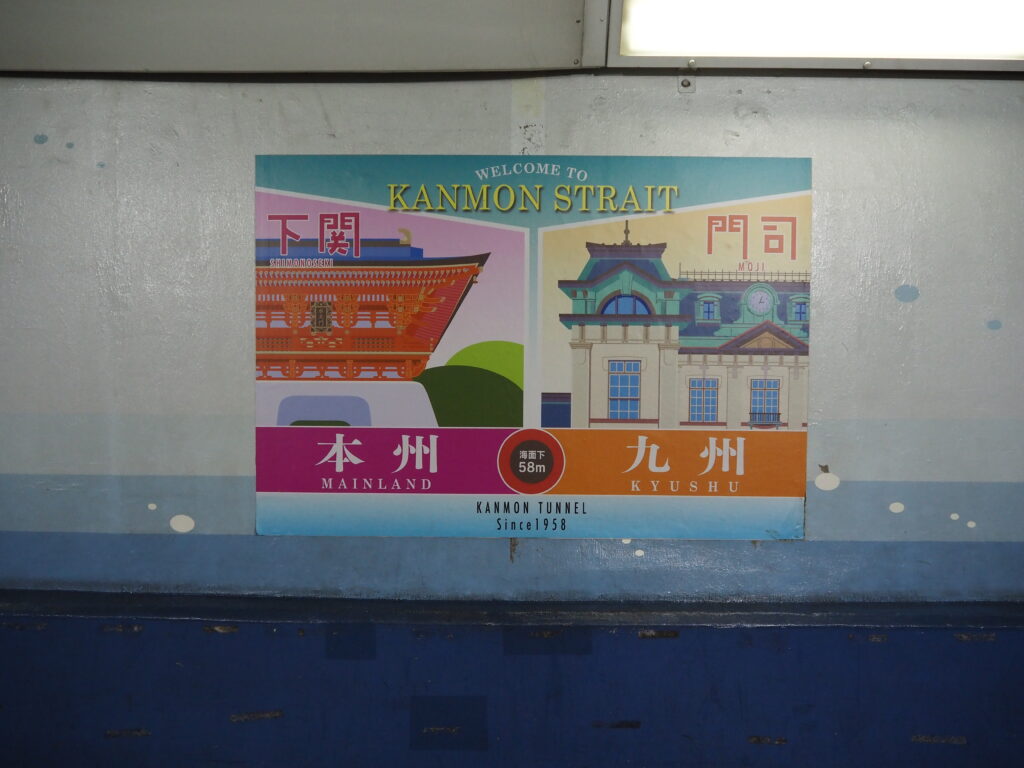 WELCOME TO
KANMON STRAIT
下関
SHIMONOSEKI
門司
MOJI
本州
MAINLAND
海面下
58m
九州
KYUSHU
KANMON TUNNEL
Since1958